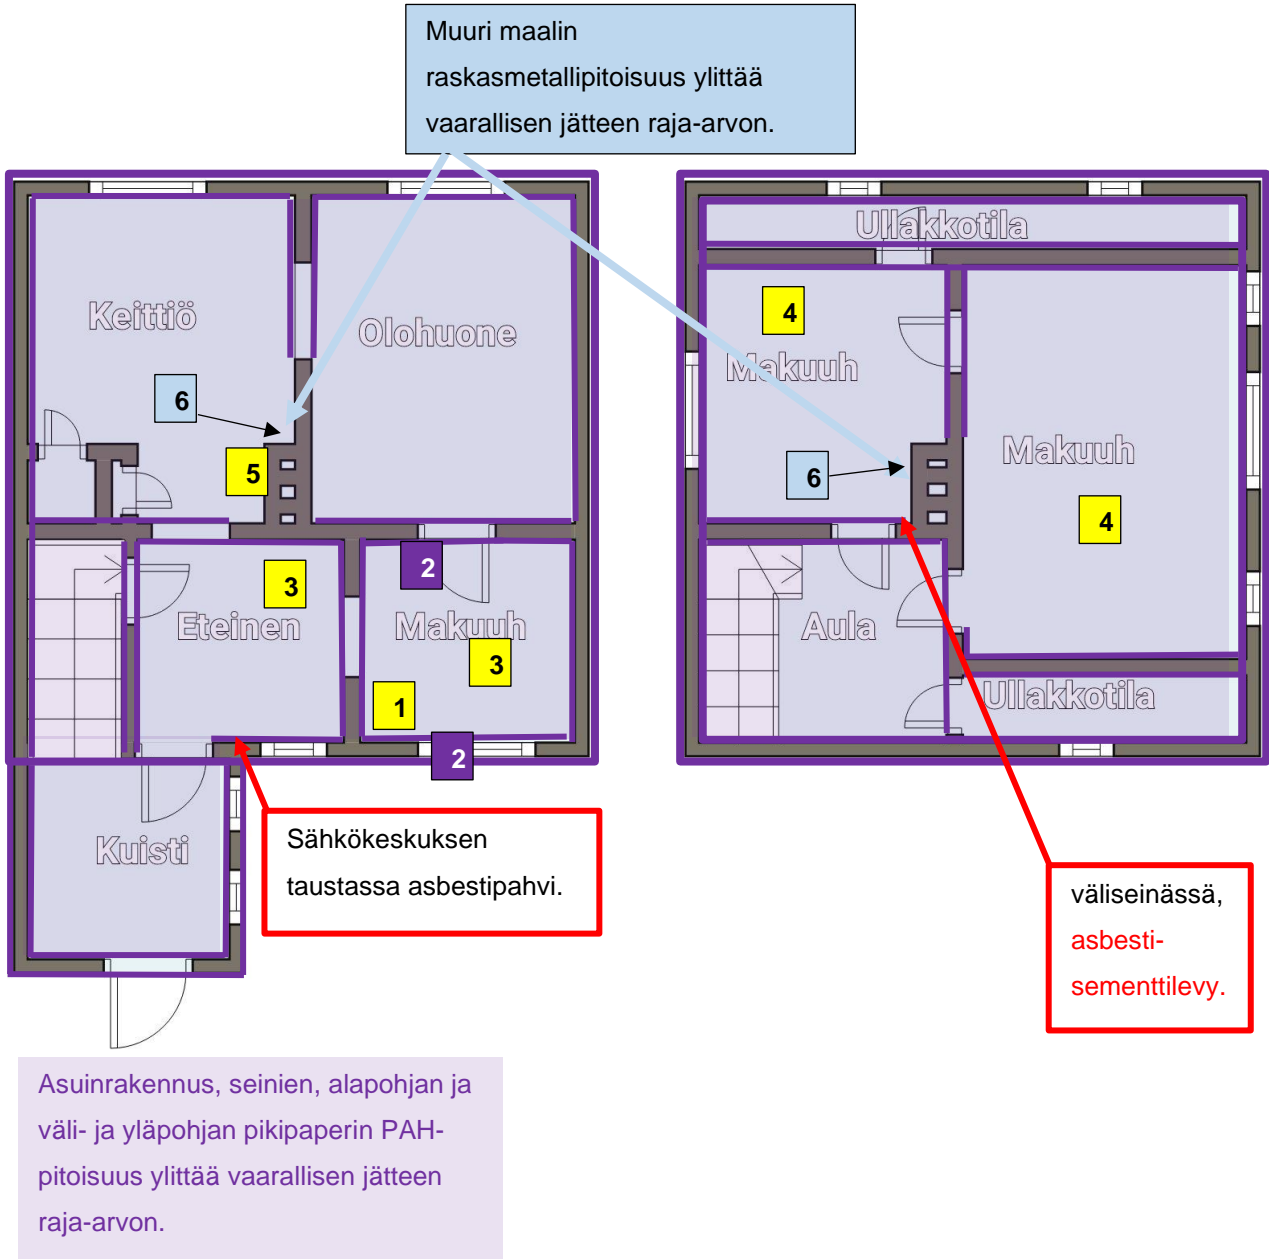 Muuri maalin
raskasmetallipitoisuus ylittää
vaarallisen jätteen raja-arvon.
Ullakkotila
Keittiö
Olohuone
4
Makuuh
6
5
Makuuh
6
4
2
3
Eteinen
Makuuh
3
1
2
Aula
Ullakkotila
Kuisti
Sähkökeskuksen
taustassa asbestipahvi.
väliseinässä,
asbesti-
sementtilevy.
Asuinrakennus, seinien, alapohjan ja
väli- ja yläpohjan pikipaperin PAH-
pitoisuus ylittää vaarallisen jätteen
raja-arvon.